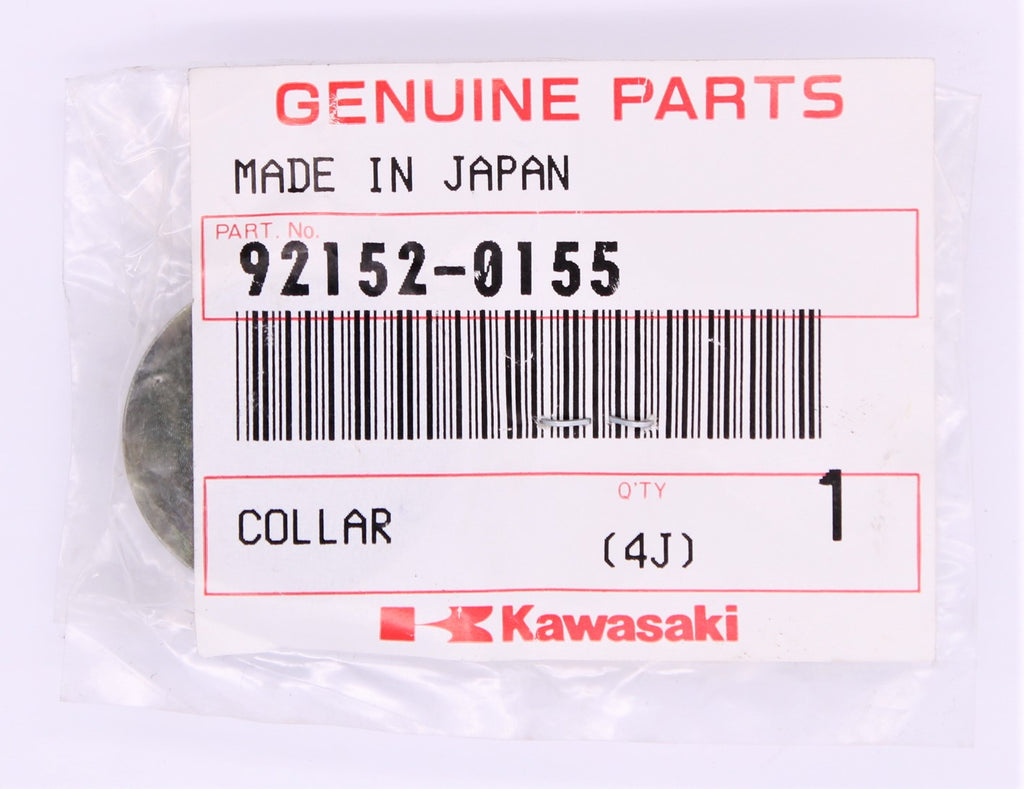 GENUINE PARTS
MADE IN JAPAN
PART. No.
92152-0155
Q'TY
1
COLLAR
(4J)
Kawasaki